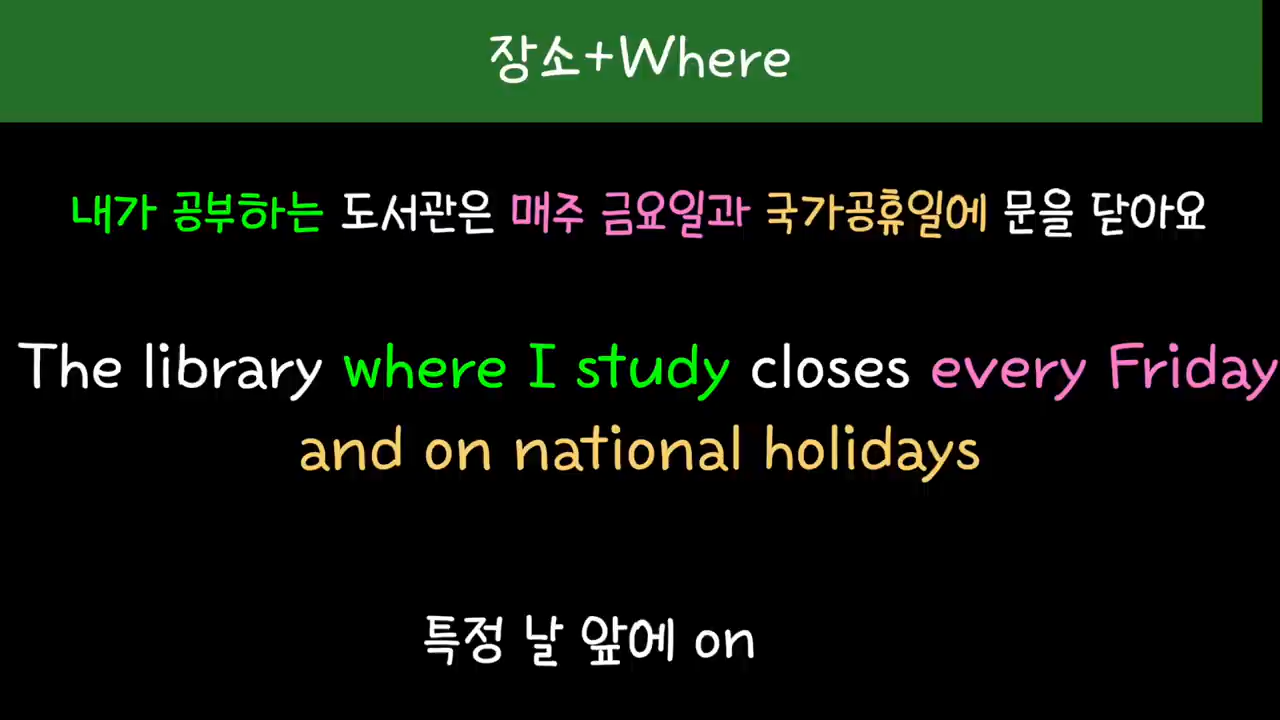 장소+Where
내가 공부하는 도서관은 매주 금요일과 국가공휴일에 문을 닫아요
The library where I study closes every Friday
and on national holidays
특정 날 앞에 on